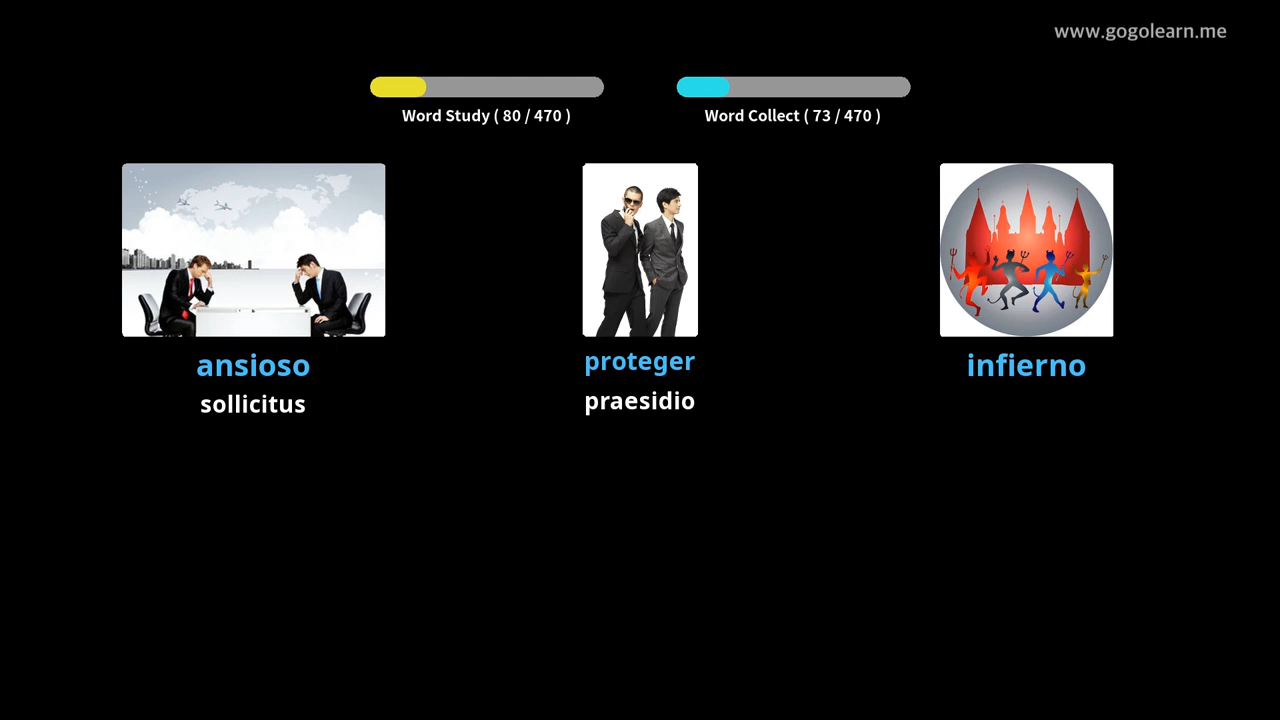 www.gogolearn.me
Word Study ( 80 / 470 )
Word Collect ( 73 / 470 )
ansioso
sollicitus
proteger
praesidio
infierno